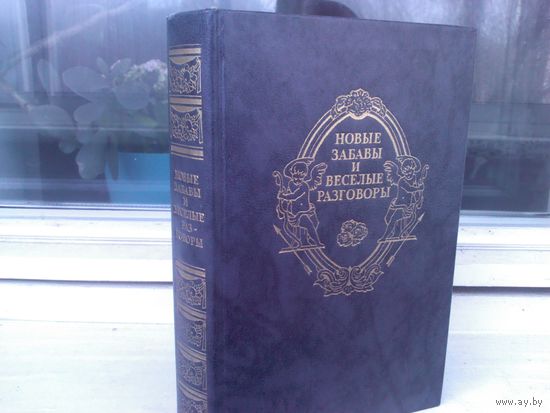 НОВЫЕ
ЗАБАВЫ
И
ВЕСЕЛЫЕ
РАЗГОВОРЫ
НОВЫЕ
ЗАБАВЫ
И
ВЕСЕЛЫЕ
РАЗ-
ГОВОРЫ
www.ay.by